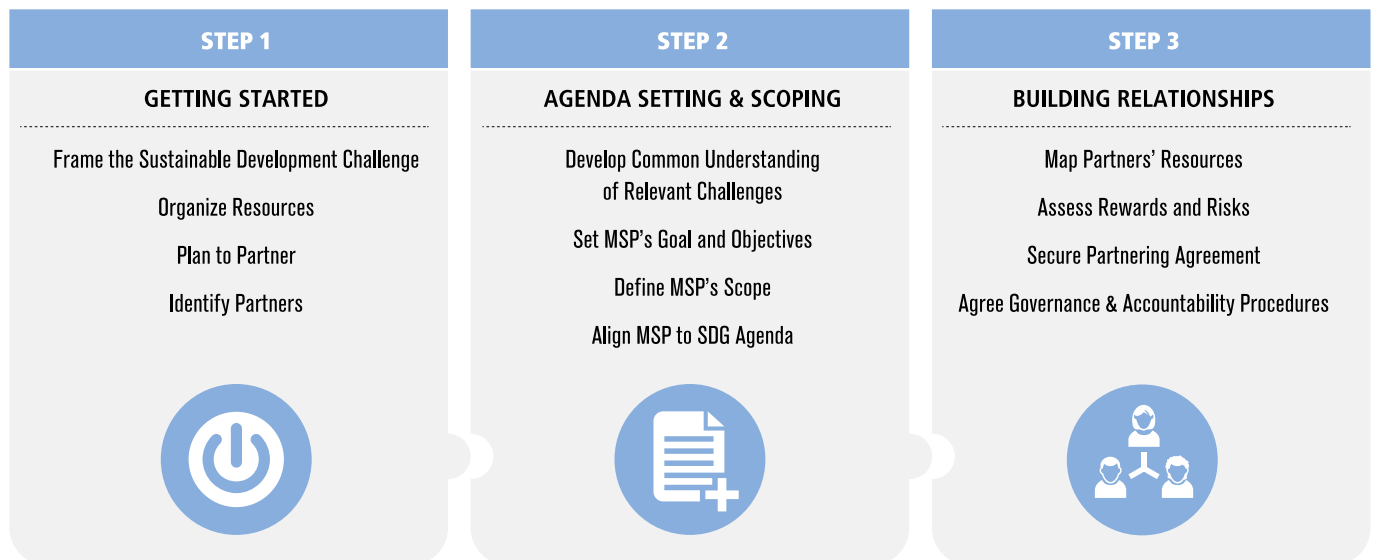 STEP 1
GETTING STARTED
Frame the Sustainable Development Challenge
Organize Resources
Plan to Partner
Identify Partners
STEP 2
AGENDA SETTING & SCOPING
Develop Common Understanding
of Relevant Challenges
Set MSP's Goal and Objectives
Define MSP's Scope
Align MSP to SDG Agenda
STEP 3
BUILDING RELATIONSHIPS
Map Partners' Resources
Assess Rewards and Risks
Secure Partnering Agreement
Agree Governance & Accountability Procedures